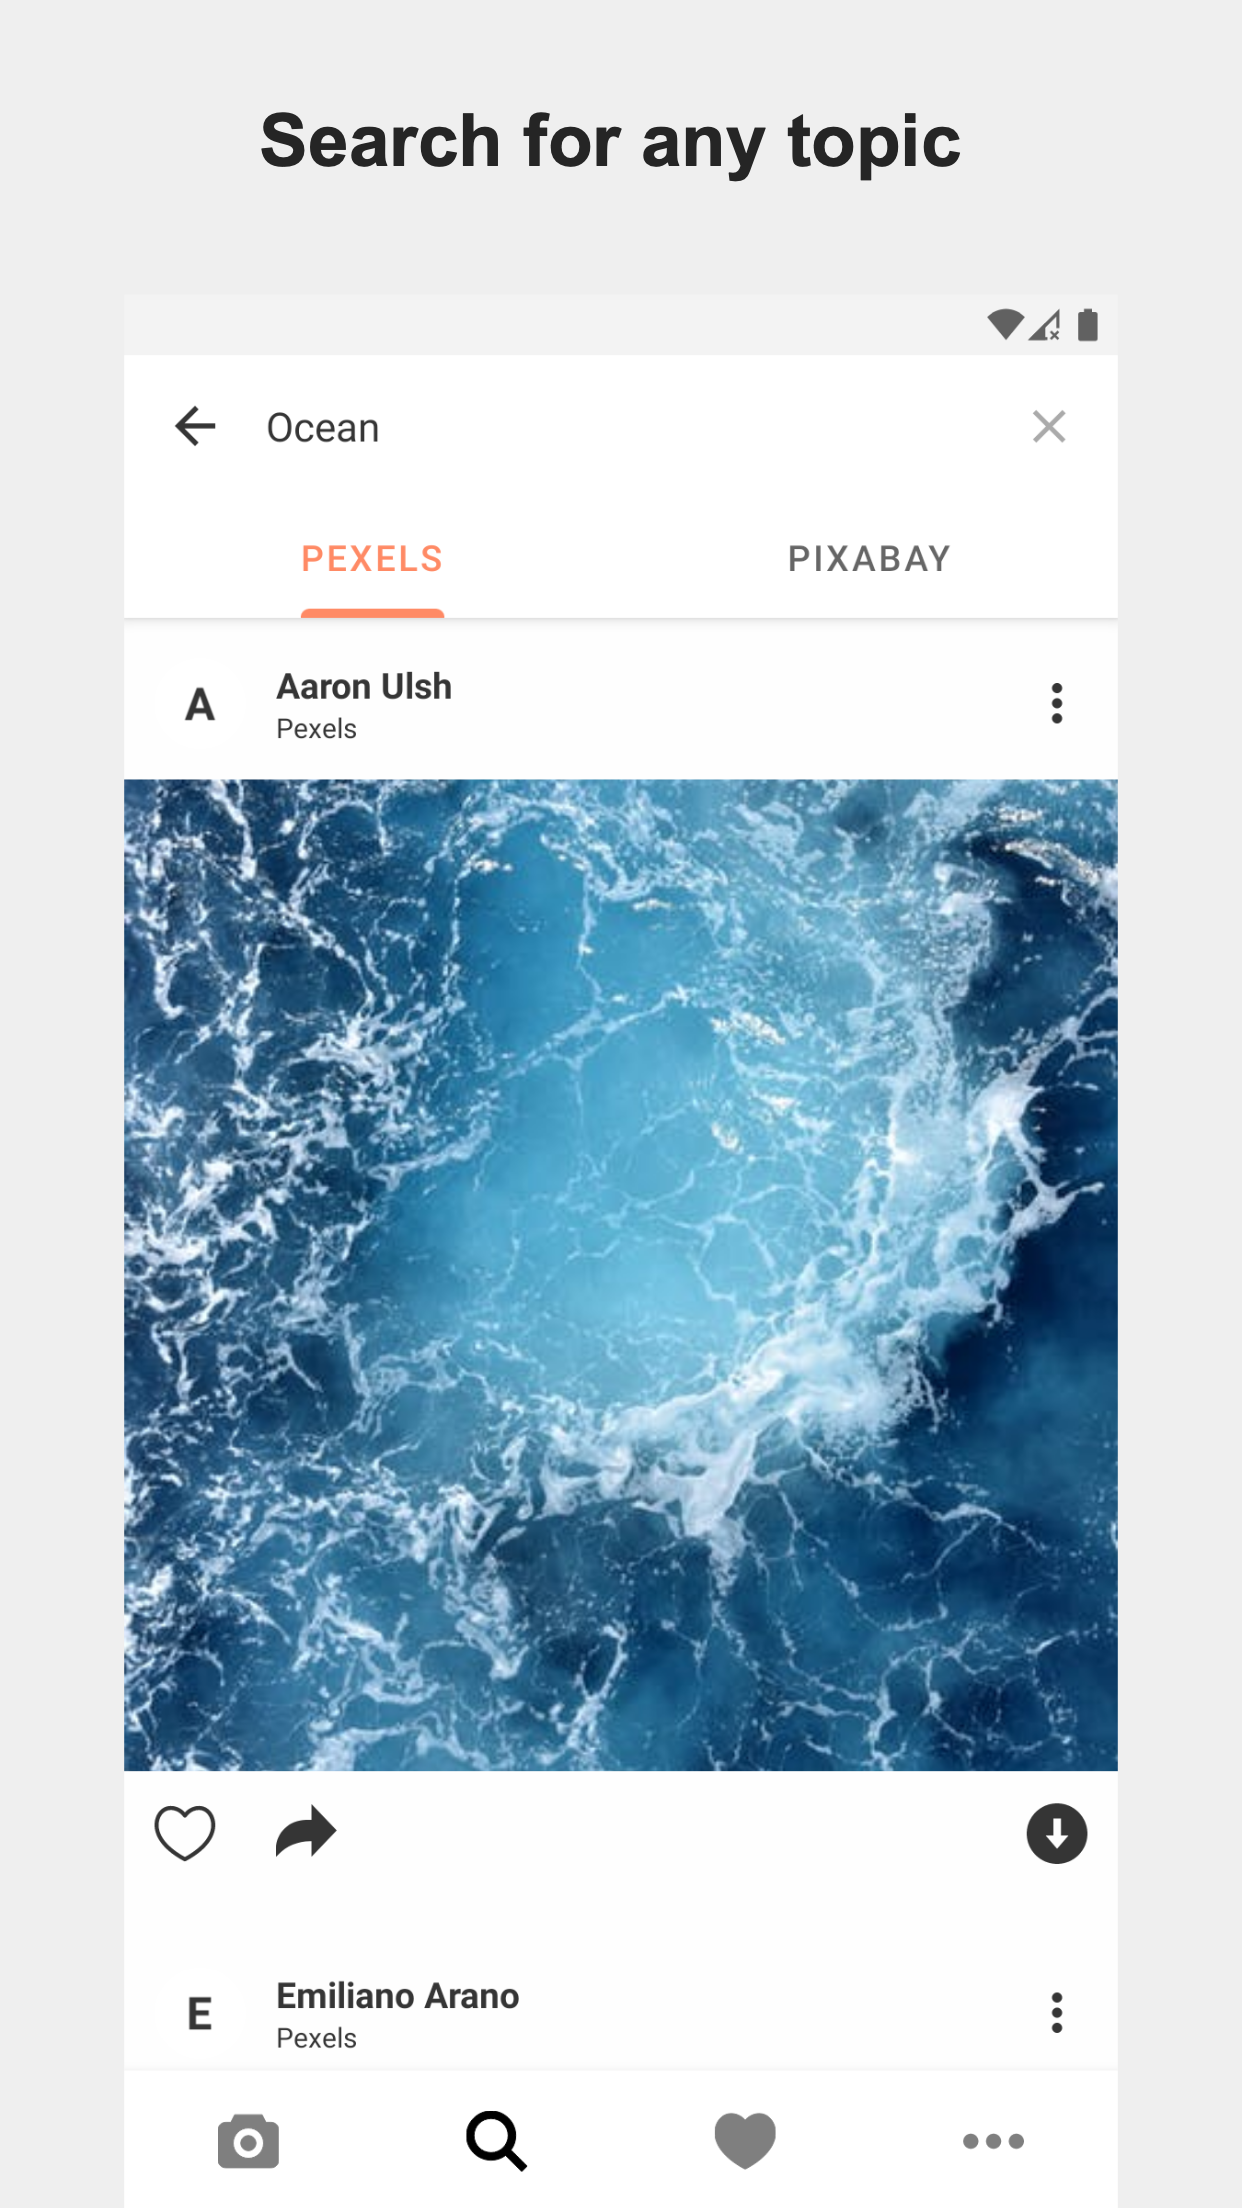 Search for any topic
Ocean
PEXELS
PIXABAY
A
Aaron Ulsh
Pexels
E
Emiliano Arano
Pexels